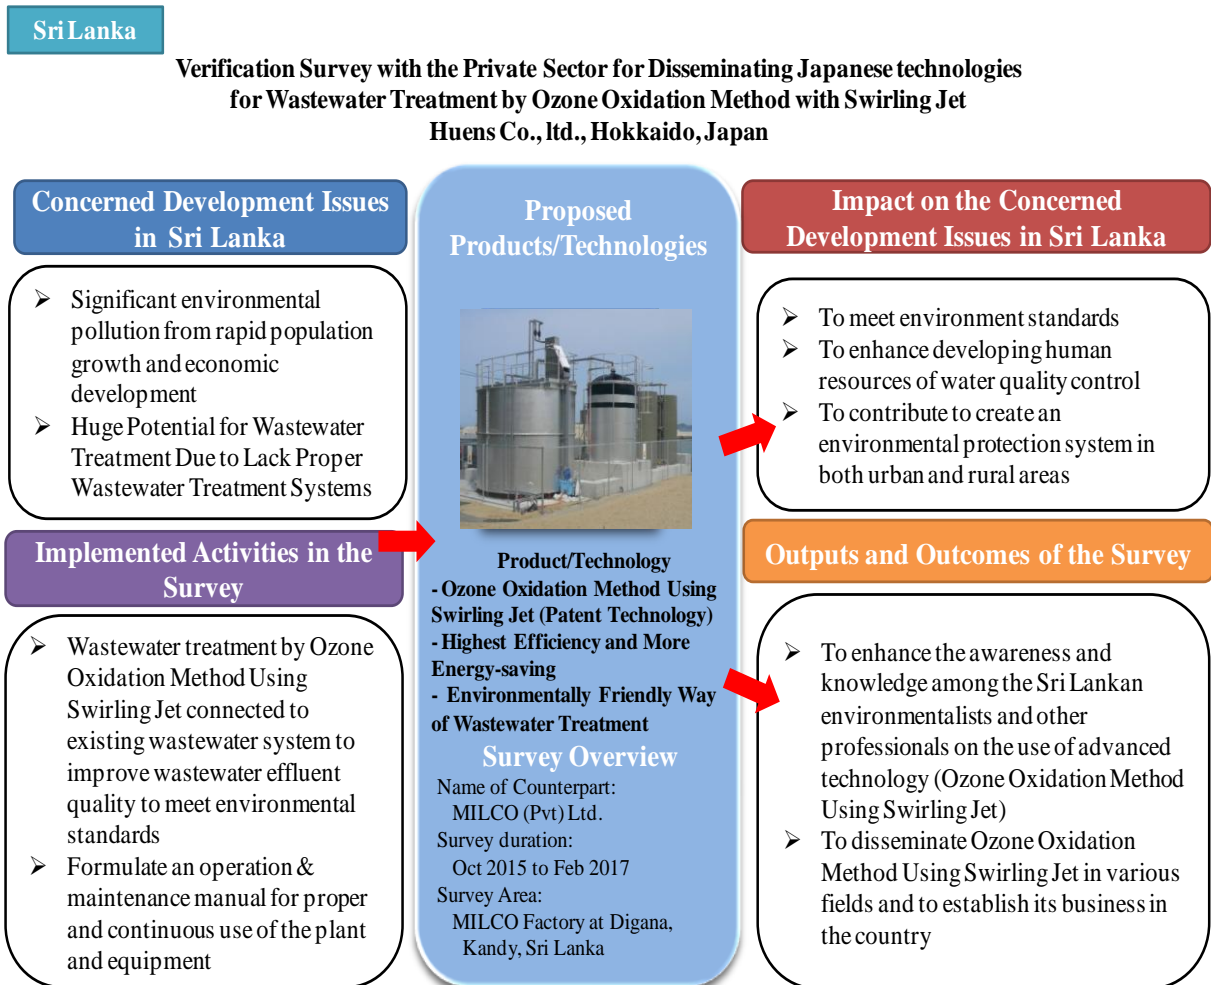 Sri Lanka
Verification Survey with the Private Sector for Disseminating Japanese technologies
for Wastewater Treatment by Ozone Oxidation Method with Swirling Jet
Huens Co., ltd., Hokkaido, Japan
Concerned Development Issues
in Sri Lanka
➢ Significant environmental
pollution from rapid population
growth and economic
development
➢ Huge Potential for Wastewater
Treatment Due to Lack Proper
Wastewater Treatment Systems
Implemented Activities in the
Survey
➢ Wastewater treatment by Ozone
Oxidation Method Using
Swirling Jet connected to
existing wastewater system to
improve wastewater effluent
quality to meet environmental
standards
➢ Formulate an operation &
maintenance manual for proper
and continuous use of the plant
and equipment
Proposed
Products/Technologies
Product/Technology
- Ozone Oxidation Method Using
Swirling Jet (Patent Technology)
- Highest Efficiency and More
Energy-saving
- Environmentally Friendly Way
of Wastewater Treatment
Survey Overview
Name of Counterpart:
MILCO (Pvt) Ltd.
Survey duration:
Oct 2015 to Feb 2017
Survey Area:
MILCO Factory at Digana,
Kandy, Sri Lanka
Impact on the Concerned
Development Issues in Sri Lanka
➢ To meet environment standards
➢ To enhance developing human
resources of water quality control
➢ To contribute to create an
environmental protection system in
both urban and rural areas
Outputs and Outcomes of the Survey
➢ To enhance the awareness and
knowledge among the Sri Lankan
environmentalists and other
professionals on the use of advanced
technology (Ozone Oxidation Method
Using Swirling Jet)
➢ To disseminate Ozone Oxidation
Method Using Swirling Jet in various
fields and to establish its business in
the country